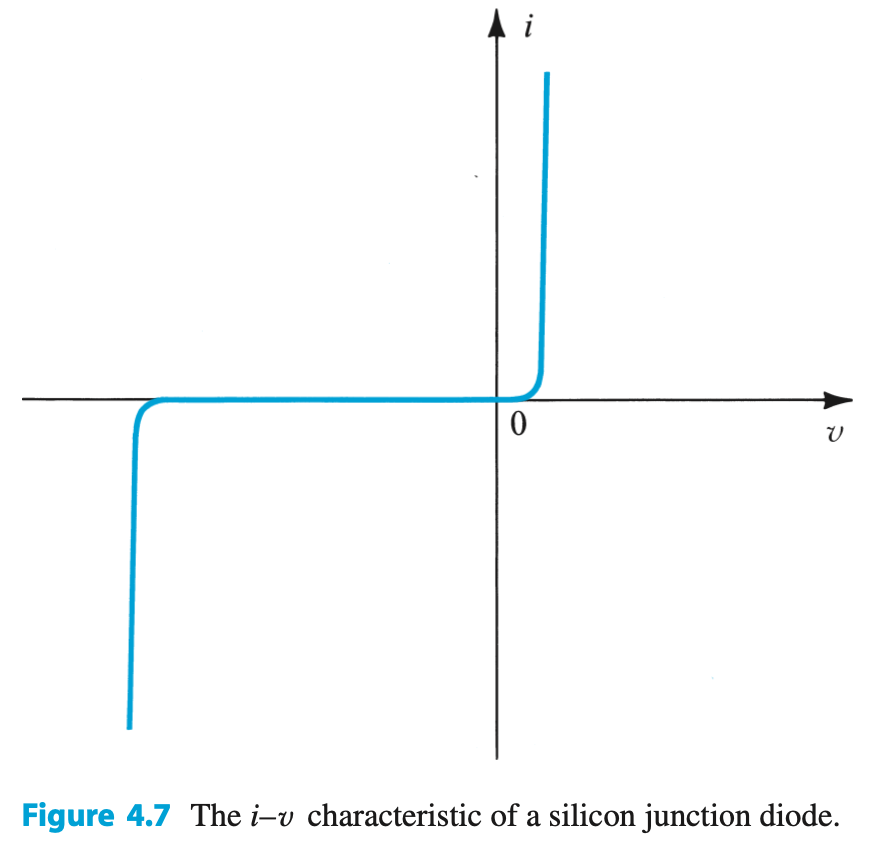 i
0
v
Figure 4.7 The i–v characteristic of a silicon junction diode.